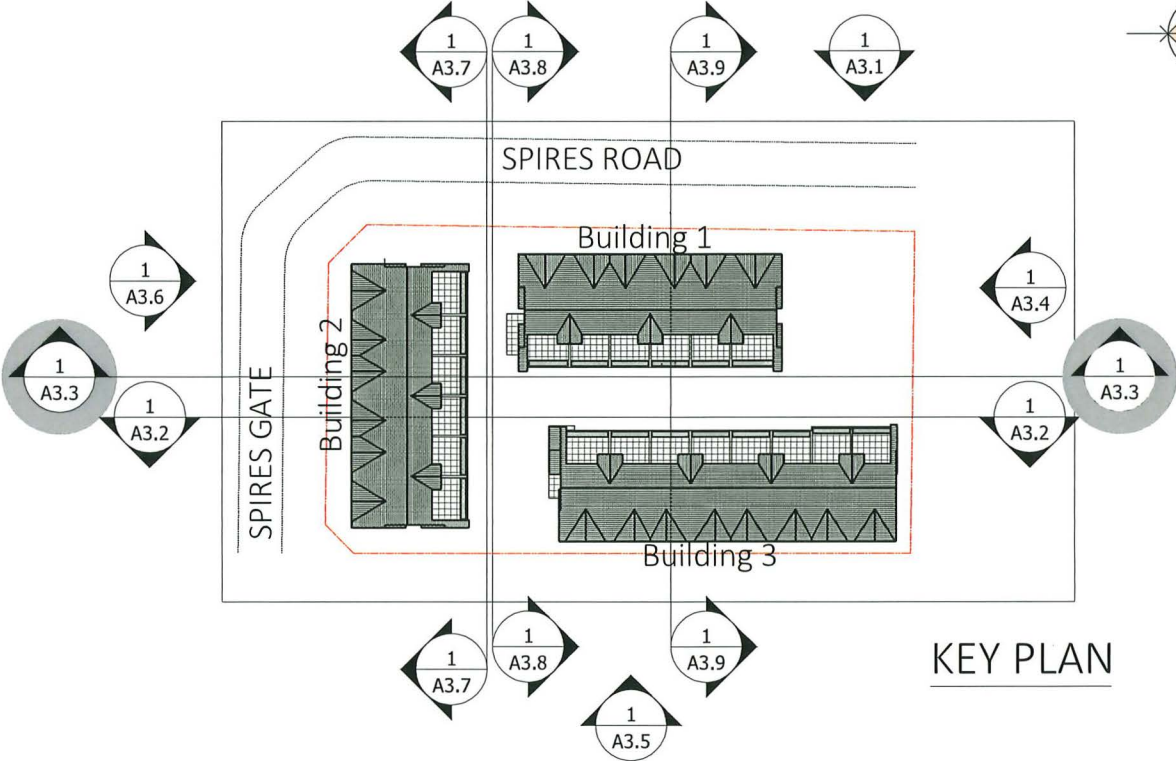 1
A3.7
1
A3.8
1
A3.9
1
A3.1
SPIRES ROAD
Building 1
1
A3.6
1
A3.4
1
A3.3
1
A3.3
1
A3.2
1
A3.2
Building 2
SPIRES GATE
Building 3
1
A3.7
1
A3.8
1
A3.9
KEY PLAN
1
A3.5